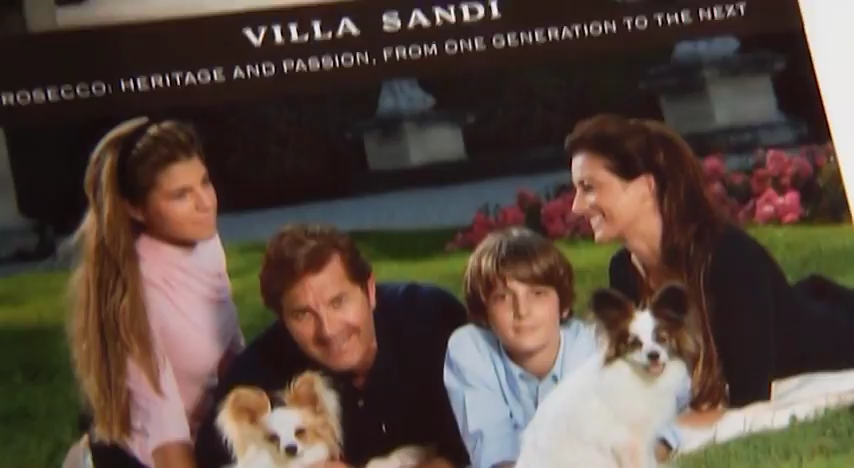 VILLA SANDI
ROSECCO: HERITAGE AND PASSION, FROM ONE GENERATION TO THE NEXT